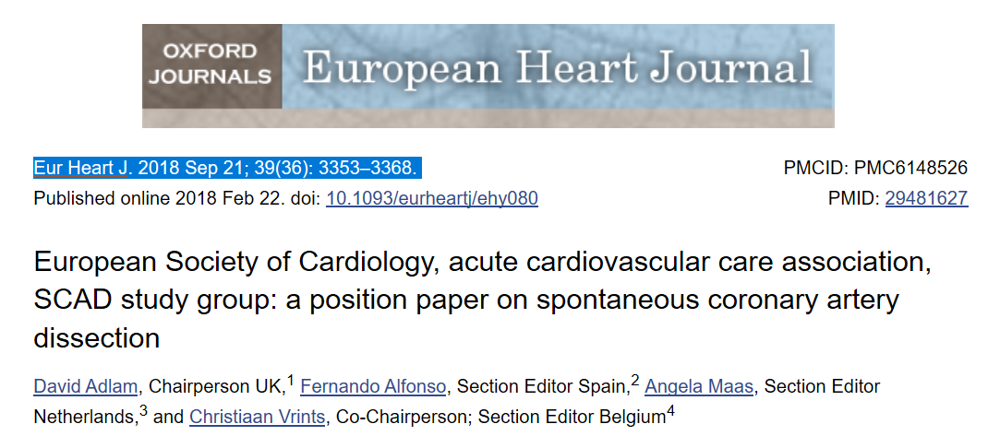 OXFORD
JOURNALS
European Heart Journal
Eur Heart J. 2018 Sep 21; 39(36): 3353–3368.
PMCID: PMC6148526
Published online 2018 Feb 22. doi: 10.1093/eurheartj/ehy080
PMID: 29481627
European Society of Cardiology, acute cardiovascular care association,
SCAD study group: a position paper on spontaneous coronary artery
dissection
David Adlam, Chairperson UK,1 Fernando Alfonso, Section Editor Spain,2 Angela Maas, Section Editor
Netherlands,3 and Christiaan Vrints, Co-Chairperson; Section Editor Belgium4